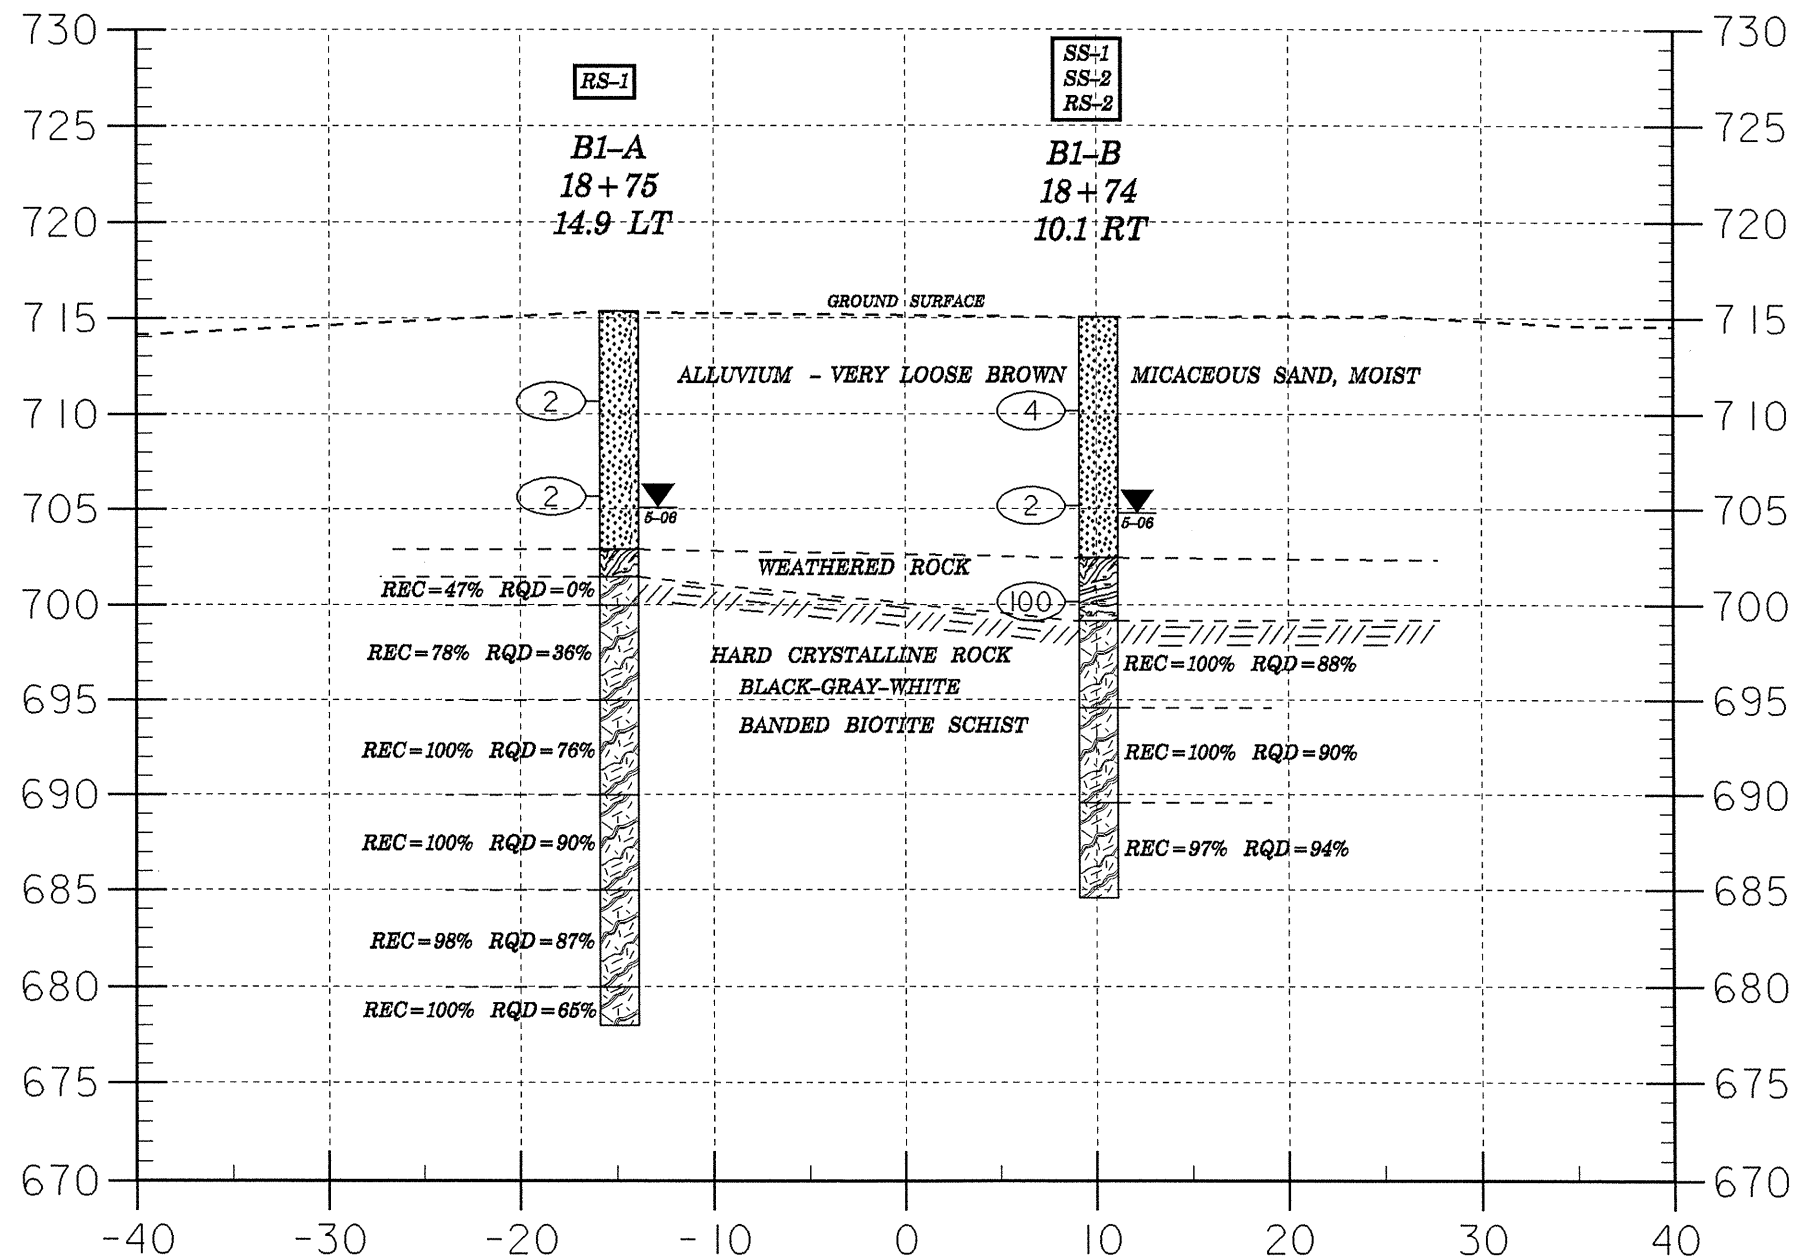 730 730
RS-1
SS-1
SS-2
RS-2
725 725
B1-A
18+75
14.9 LT
B1-B
18+74
10.1 RT
720 720
GROUND SURFACE
715 715
ALLUVIUM - VERY LOOSE BROWN MICACEOUS SAND, MOIST
2 4
710 710
2 2
705 5-06 5-06 705
WEATHERED ROCK
REC=47% RQD=0%
100
700 700
REC=78% RQD=36%
HARD CRYSTALLINE ROCK
REC=100% RQD=88%
BLACK-GRAY-WHITE
695 695
BANDED BIOTITE SCHIST
REC=100% RQD=76%
REC=100% RQD=90%
690 690
REC=100% RQD=90%
REC=97% RQD=94%
685 685
REC=98% RQD=87%
680 680
REC=100% RQD=65%
675 675
670 670
-40 -30 -20 -10 0 10 20 30 40